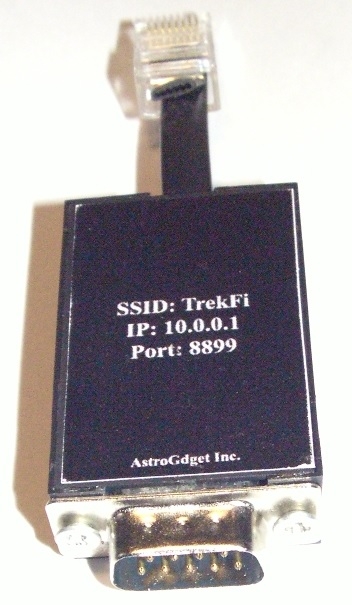 SSID: TrekFi
IP: 10.0.0.1
Port: 8899
AstroGdget Inc.